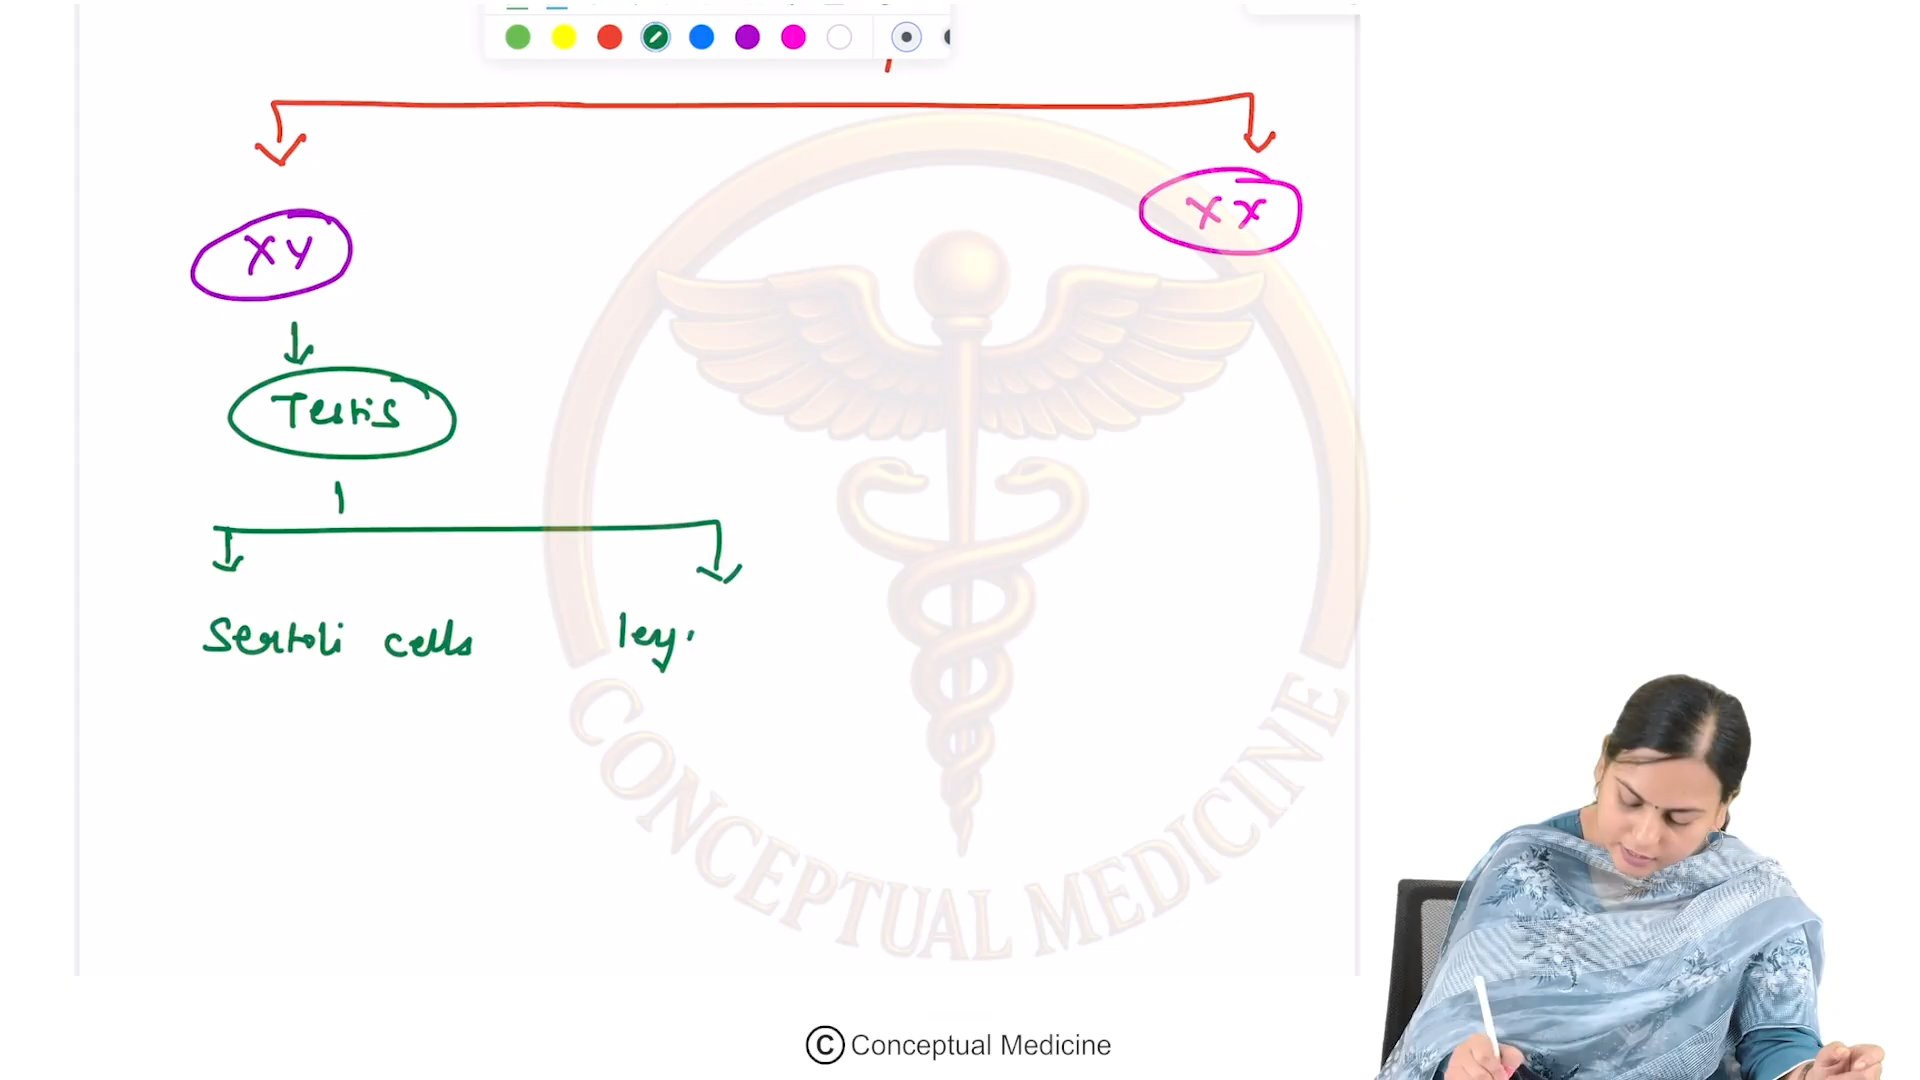 XY
XX
Testis
Sertoli cells
ley
CONCEPTUAL MEDICINE
© Conceptual Medicine